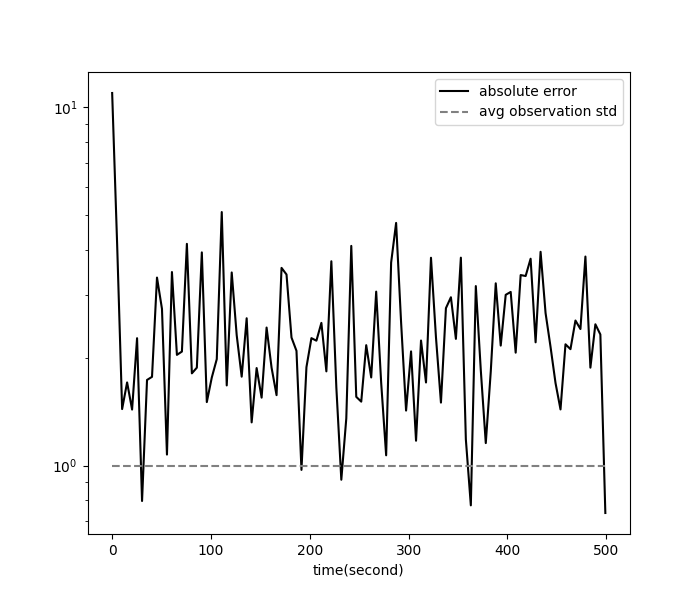 absolute error
avg observation std
10¹
10⁰
0 100 200 300 400 500
time(second)